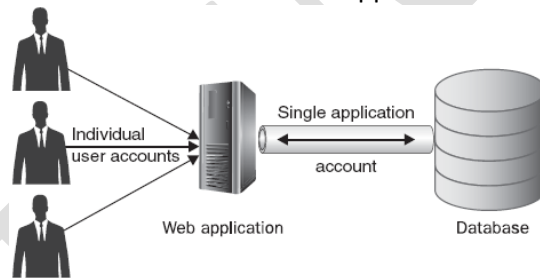 Individual
user accounts
Single application
account
Web application
Database